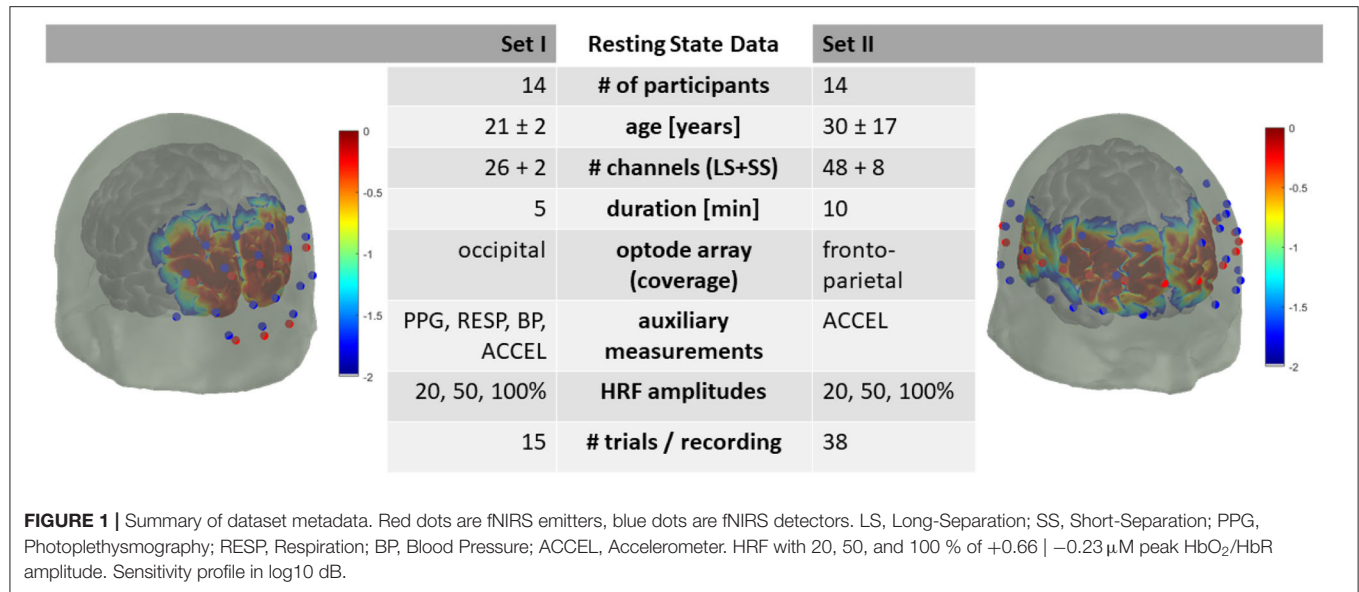 Set I Resting State Data Set II
14 # of participants 14
21 ± 2 age [years] 30 ± 17
26 + 2 # channels (LS+SS) 48 + 8
5 duration [min] 10
occipital optode array (coverage) fronto-
parietal
PPG, RESP, BP,
ACCEL auxiliary measurements ACCEL
20, 50, 100% HRF amplitudes 20, 50, 100%
15 # trials / recording 38
0
-0.5
-1
-1.5
-2
0
-0.5
-1
-1.5
-2
FIGURE 1 | Summary of dataset metadata. Red dots are fNIRS emitters, blue dots are fNIRS detectors. LS, Long-Separation; SS, Short-Separation; PPG,
Photoplethysmography; RESP, Respiration; BP, Blood Pressure; ACCEL, Accelerometer. HRF with 20, 50, and 100 % of +0.66 | −0.23 μM peak HbO₂/HbR
amplitude. Sensitivity profile in log10 dB.